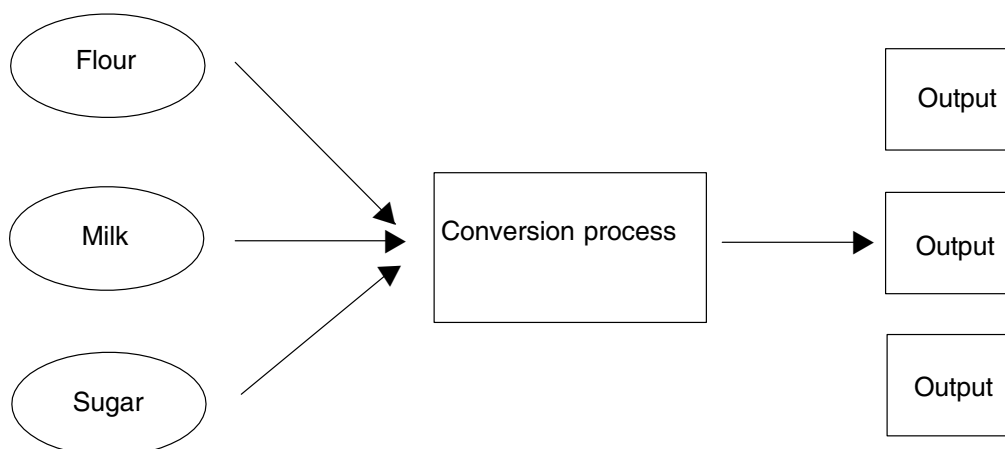 Flour
Milk
Sugar
Conversion process
Output
Output
Output